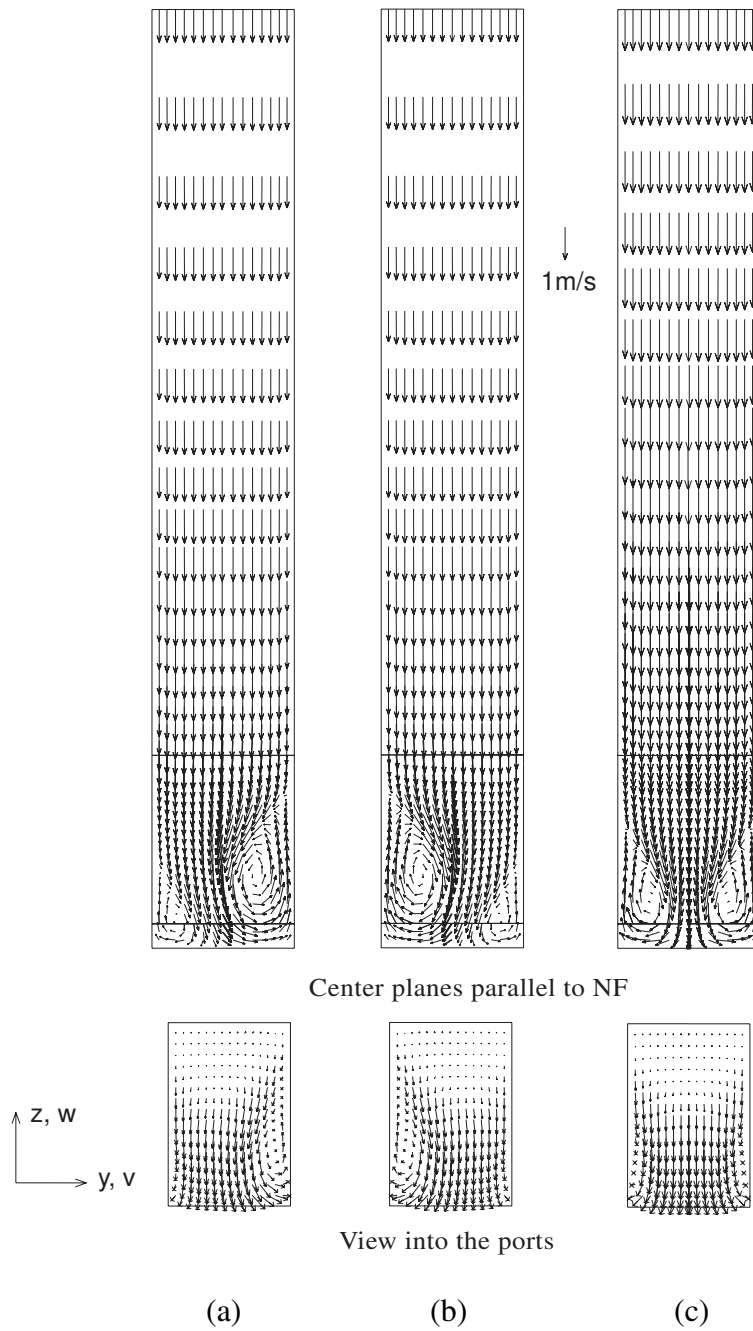 1m/s
Center planes parallel to NF
z, w
y, v
View into the ports
(a) (b) (c)